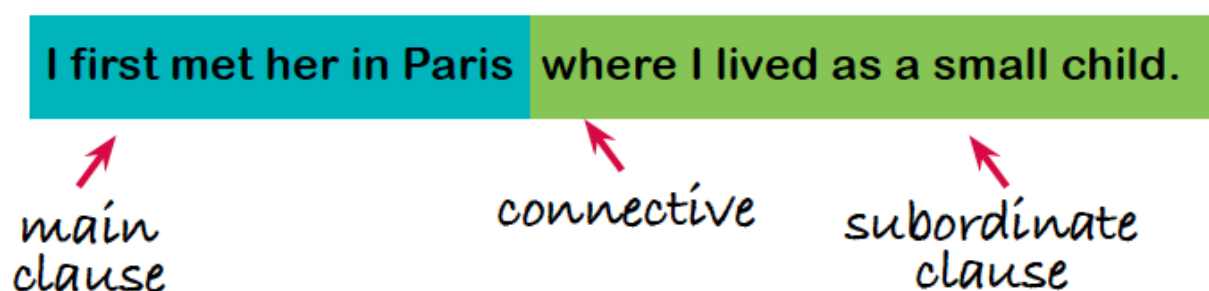 I first met her in Paris where I lived as a small child.
main
clause
connective
subordinate
clause